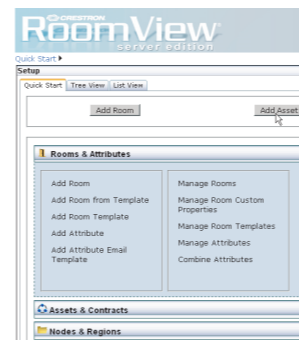 CRESTRON
RoomView
server edition
Quick Start
Setup
Quick Start Tree View List View
Add Room Add Asset
Rooms & Attributes
Add Room
Add Room from Template
Add Room Template
Add Attribute
Add Attribute Email
Template
Manage Rooms
Manage Room Custom
Properties
Manage Room Templates
Manage Attributes
Combine Attributes
Assets & Contracts
Nodes & Regions